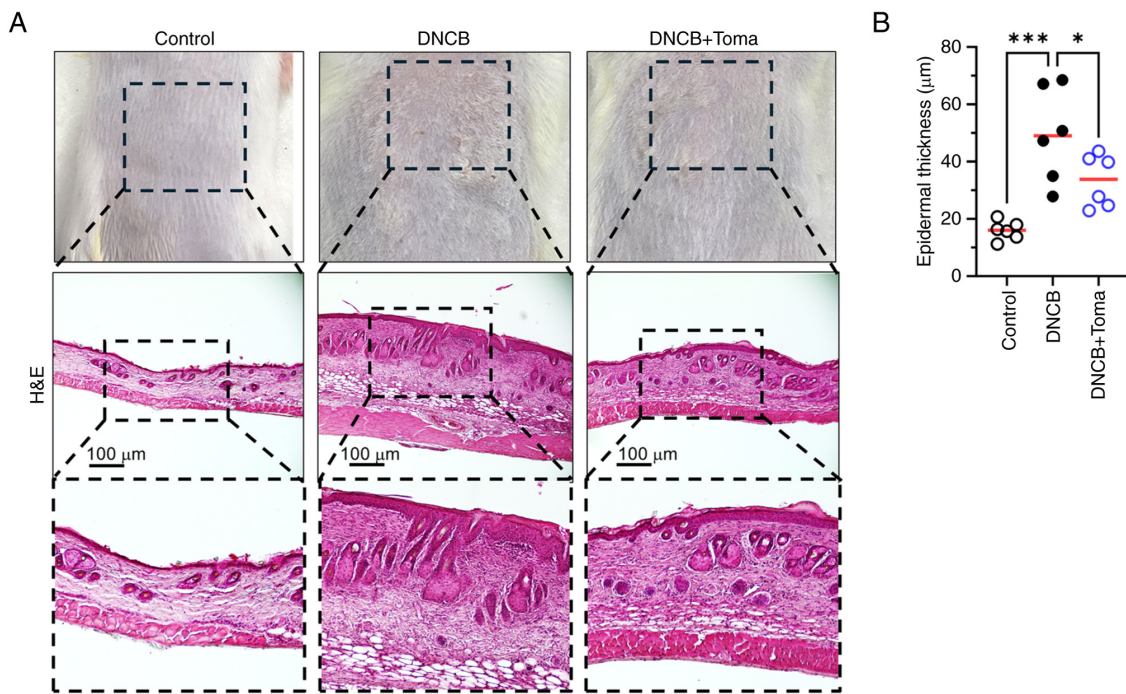 A
Control
DNCB
DNCB+Toma
H&E
100 μm
100 μm
100 μm
B
*** *
80
60
40
20
0
Epidermal thickness (μm)
Control
DNCB
DNCB+Toma